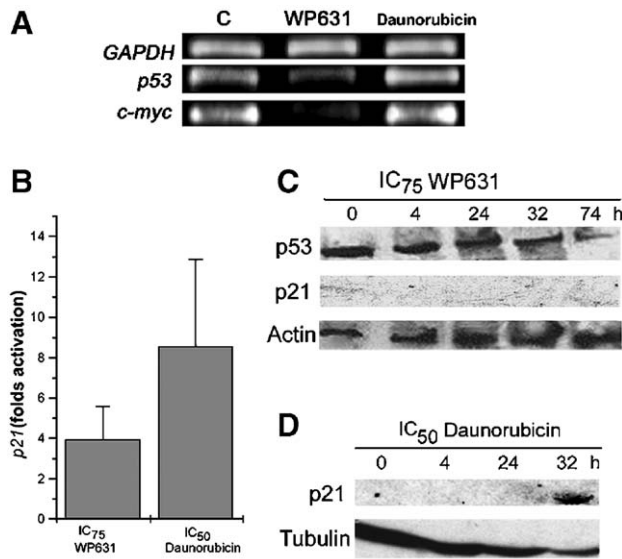 A
C WP631 Daunorubicin
GAPDH
p53
c-myc
B
p21(folds activation)
14
12
10
8
6
4
2
0
IC75 IC50
WP631 Daunorubicin
C
IC75 WP631
0 4 24 32 74 h
p53
p21
Actin
D
IC50 Daunorubicin
0 4 24 32 h
p21
Tubulin